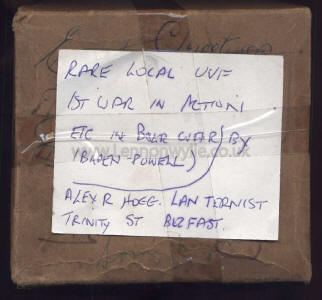 RARE LOCAL UVF
1ST WAR IN ACTION
ETC IN BOER WAR BY
(BADEN-POWELL)
www.lennonwylie.co.uk
ALEX R HOGG. LANTERNIST
TRINITY ST BELFAST.